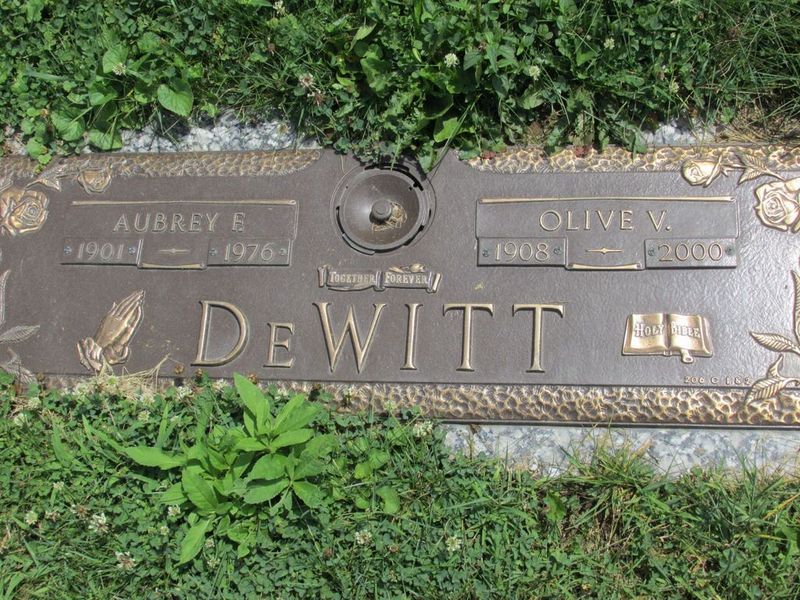 AUBREY F.
1901 1976
OLIVE V.
1908 2000
TOGETHER FOREVER
DEWITT
HOLY BIBLE